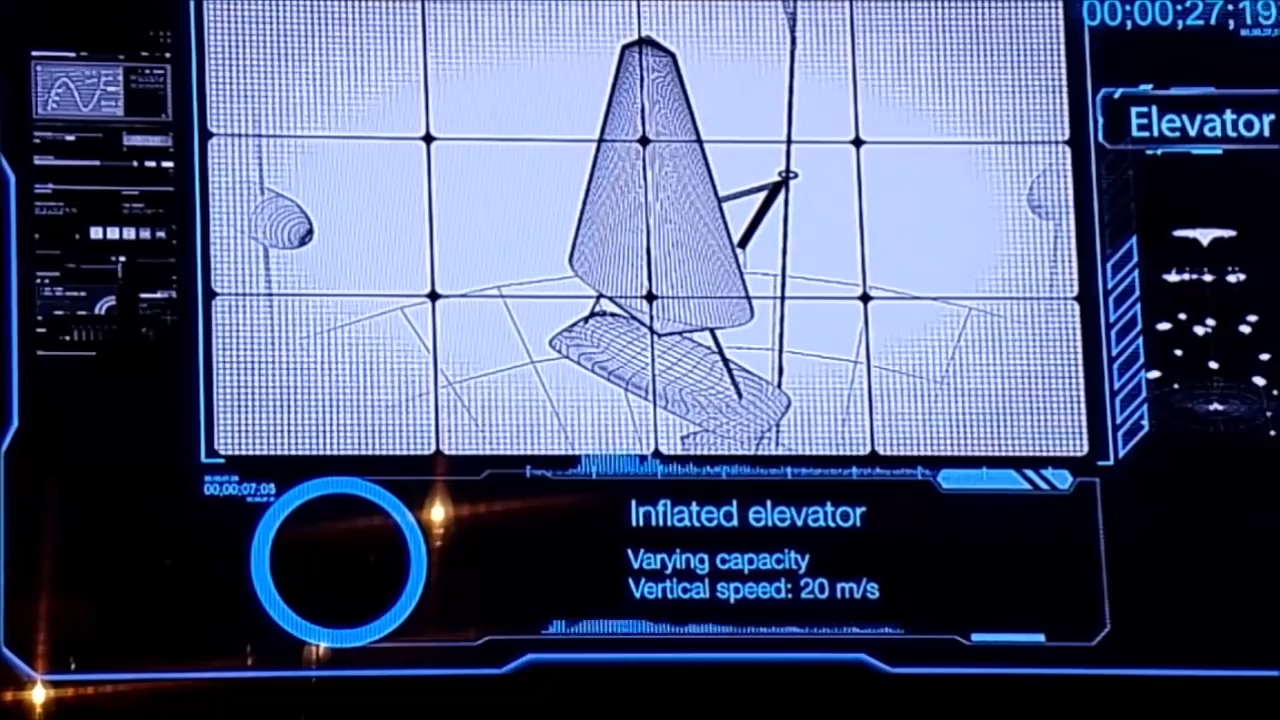 00;00;27;19
Elevator
00;00;07;05
Inflated elevator
Varying capacity
Vertical speed: 20 m/s